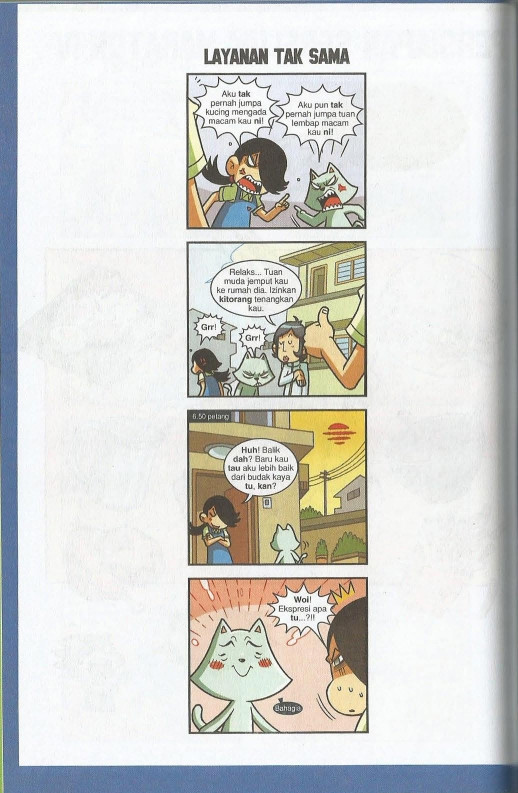 LAYANAN TAK SAMA
Aku tak
pernah jumpa
kucing mengada
macam kau ni!
Aku pun tak
pernah jumpa tuan
lembap macam
kau ni!
Relaks... Tuan
muda jemput kau
ke rumah dia. Izinkan
kitorang tenangkan
kau.
Grr!
Grr!
6.50 petang
Huh! Balik
dah? Baru kau
tau aku lebih baik
dari budak kaya
tu, kan?
Woi!
Ekspresi apa
tu...?!!
Bahagia